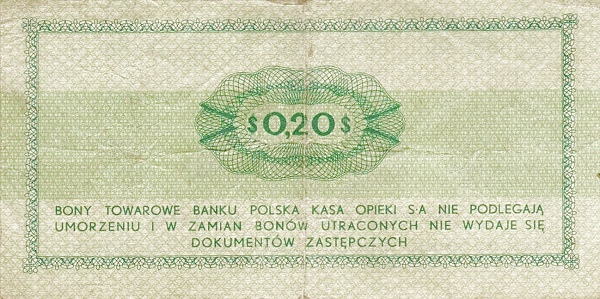 $0,20$
BONY TOWAROWE BANKU POLSKA KASA OPIEKI S·A NIE PODLEGAJĄ
UMORZENIU I W ZAMIAN BONÓW UTRACONYCH NIE WYDAJE SIĘ
DOKUMENTÓW ZASTĘPCZYCH